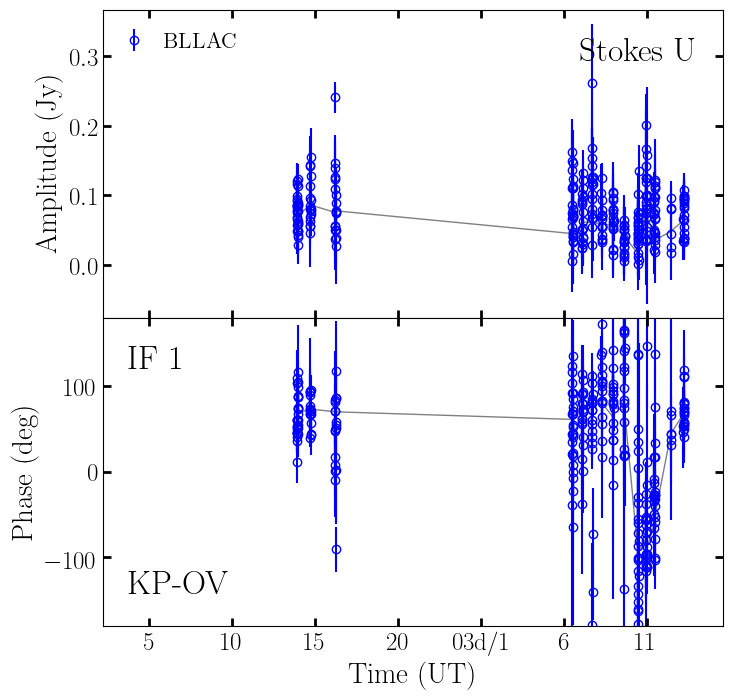 BLLAC
Stokes U
0.3
0.2
0.1
0.0
Amplitude (Jy)
IF 1
100
0
−100
Phase (deg)
KP-OV
5 10 15 20 03d/1 6 11
Time (UT)